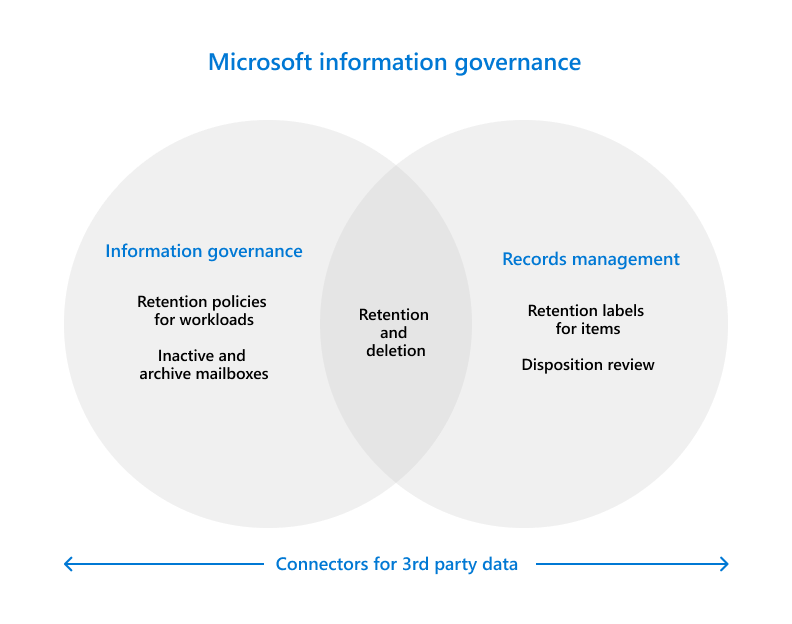 Microsoft information governance
Information governance
Retention policies
for workloads
Inactive and
archive mailboxes
Retention
and
deletion
Records management
Retention labels
for items
Disposition review
Connectors for 3rd party data